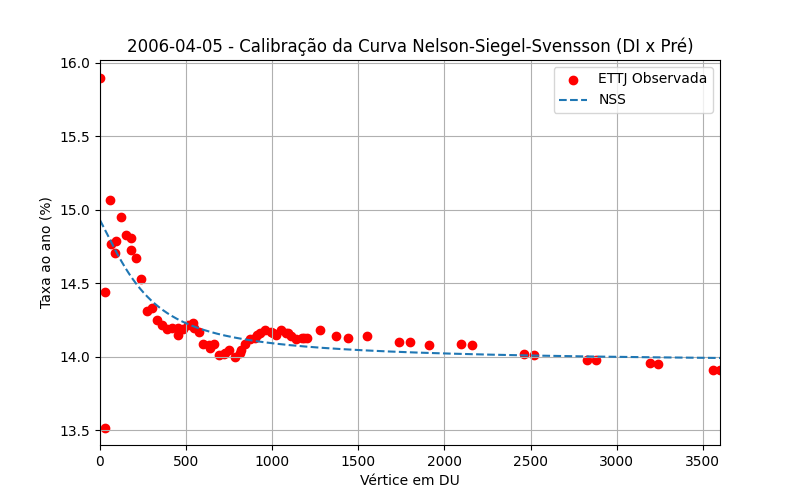 2006-04-05 - Calibração da Curva Nelson-Siegel-Svensson (DI x Pré)
16.0
15.5
15.0
14.5
14.0
13.5
Taxa ao ano (%)
ETTJ Observada
NSS
0
500
1000
1500
2000
2500
3000
3500
Vértice em DU